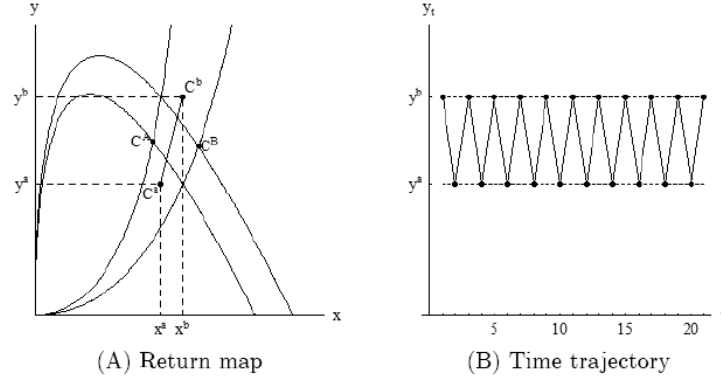 y
y^b
C^b
C^A
C^B
y^a
C^a
x^a x^b
x
(A) Return map
y_t
y^b
y^a
5 10 15 20
(B) Time trajectory